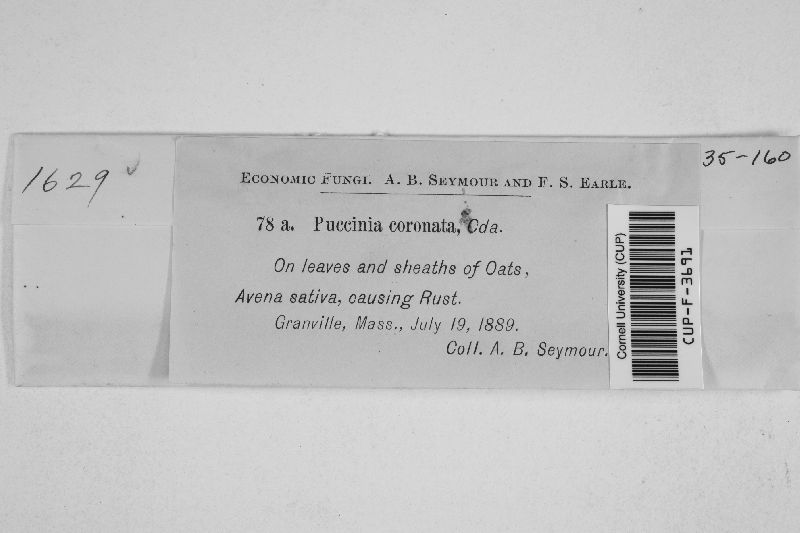 1629
35-160
ECONOMIC FUNGI. A. B. SEYMOUR AND F. S. EARLE.
78 a. Puccinia coronata, Cda.
On leaves and sheaths of Oats,
Avena sativa, causing Rust.
Granville, Mass., July 19, 1889.
Coll. A. B. Seymour.
Cornell University (CUP)
CUP-F-3691